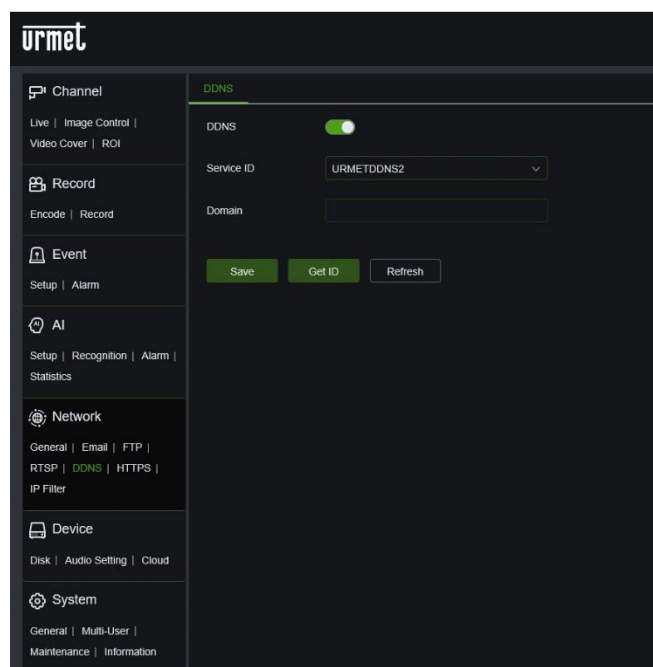 urmet
Channel
Live | Image Control |
Video Cover | ROI
Record
Encode | Record
Event
Setup | Alarm
AI
Setup | Recognition | Alarm |
Statistics
Network
General | Email | FTP |
RTSP | DDNS | HTTPS |
IP Filter
Device
Disk | Audio Setting | Cloud
System
General | Multi-User |
Maintenance | Information
DDNS
DDNS
Service ID URMETDDNS2
Domain
Save Get ID Refresh